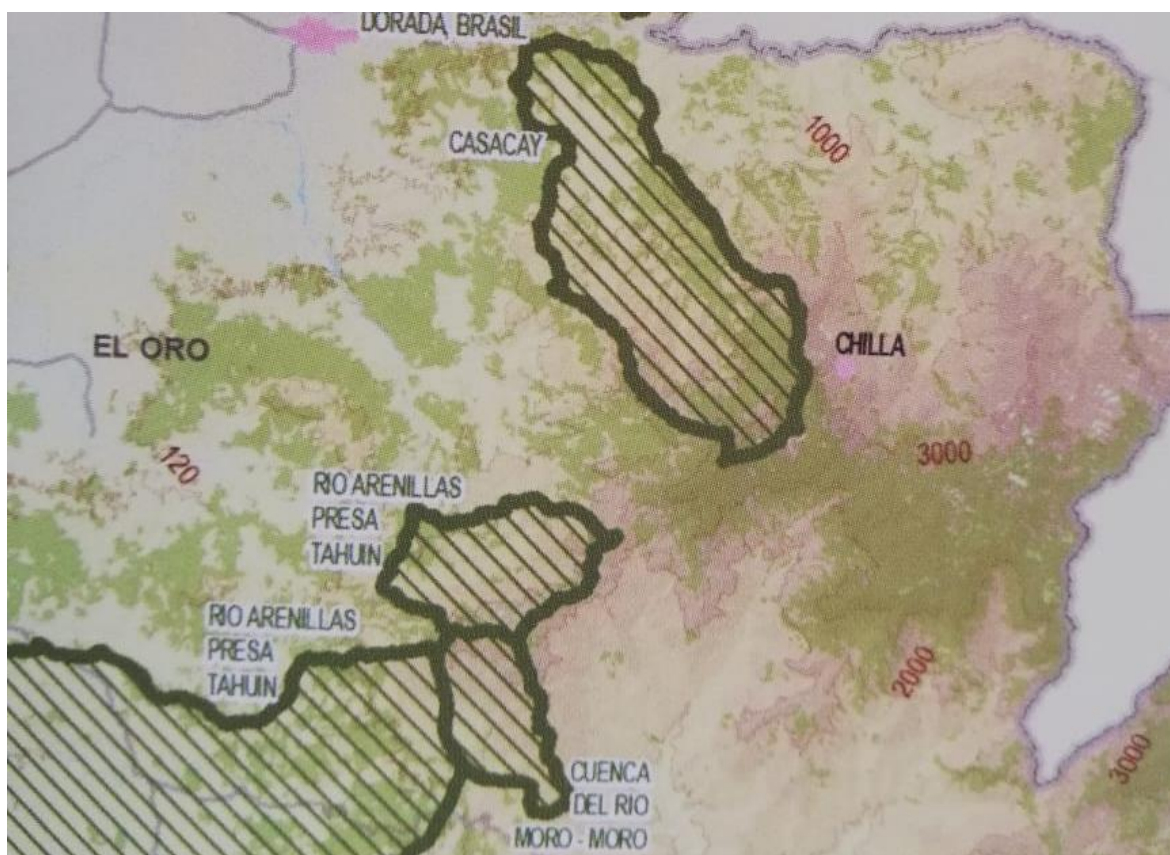 DORADA, BRASIL
CASACAY
1000
EL ORO
CHILLA
120
3000
RIO ARENILLAS
PRESA
TAHUIN
RIO ARENILLAS
PRESA
TAHUIN
2000
3000
CUENCA
DEL RIO
MORO - MORO